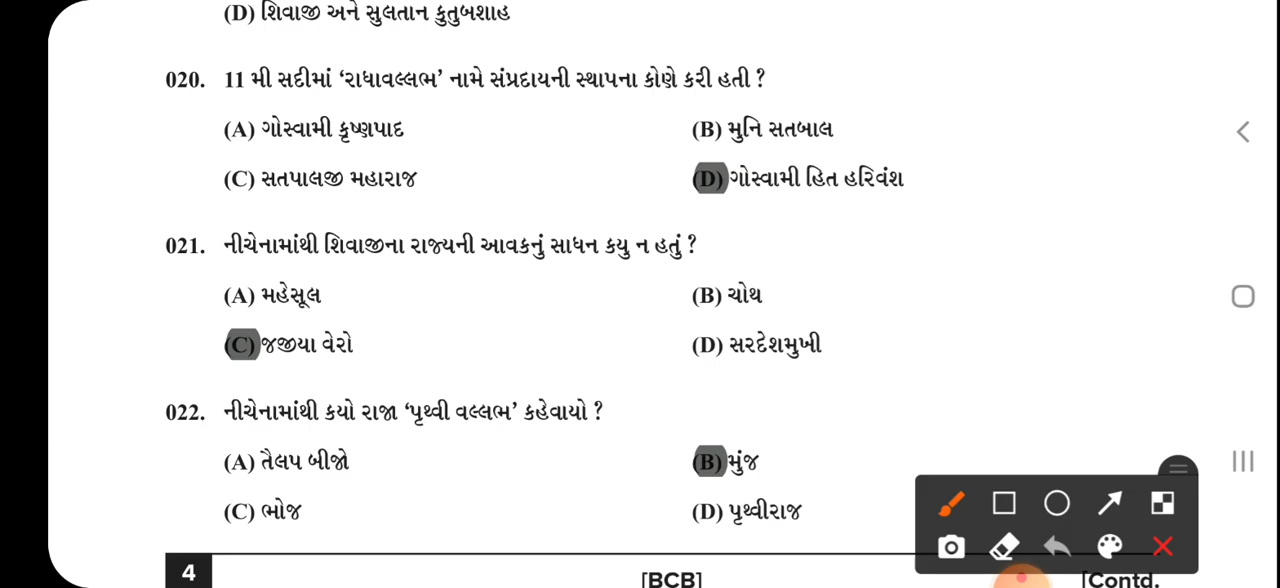 (D) શિવાજી અને સુલતાન કુતુબશાહ
020. 11 મી સદીમાં ‘રાધાવલ્લભ’ નામે સંપ્રદાયની સ્થાપના કોણે કરી હતી ?
(A) ગોસ્વામી કૃષ્ણપાદ (B) મુનિ સતબાલ
(C) સતપાલજી મહારાજ (D) ગોસ્વામી હિત હરિવંશ
021. નીચેનામાંથી શિવાજીના રાજ્યની આવકનું સાધન કયુ ન હતું ?
(A) મહેસૂલ (B) ચોથ
(C) જજીયા વેરો (D) સરદેશમુખી
022. નીચેનામાંથી કયો રાજા ‘પૃથ્વી વલ્લભ’ કહેવાયો ?
(A) તૈલપ બીજો (B) મુંજ
(C) ભોજ (D) પૃથ્વીરાજ
4 [BCB] [Contd.